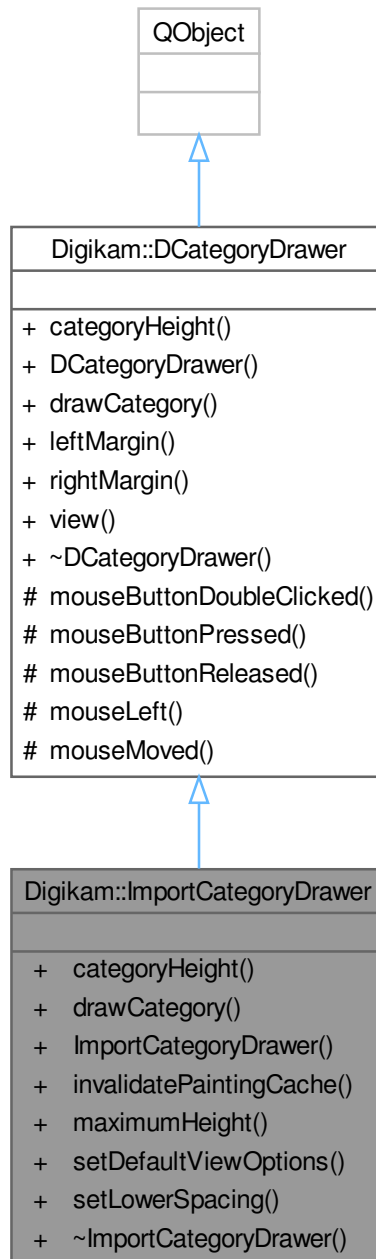 QObject
Digikam::DCategoryDrawer
+ categoryHeight()
+ DCategoryDrawer()
+ drawCategory()
+ leftMargin()
+ rightMargin()
+ view()
+ ~DCategoryDrawer()
# mouseButtonDoubleClicked()
# mouseButtonPressed()
# mouseButtonReleased()
# mouseLeft()
# mouseMoved()
Digikam::ImportCategoryDrawer
+ categoryHeight()
+ drawCategory()
+ ImportCategoryDrawer()
+ invalidatePaintingCache()
+ maximumHeight()
+ setDefaultViewOptions()
+ setLowerSpacing()
+ ~ImportCategoryDrawer()